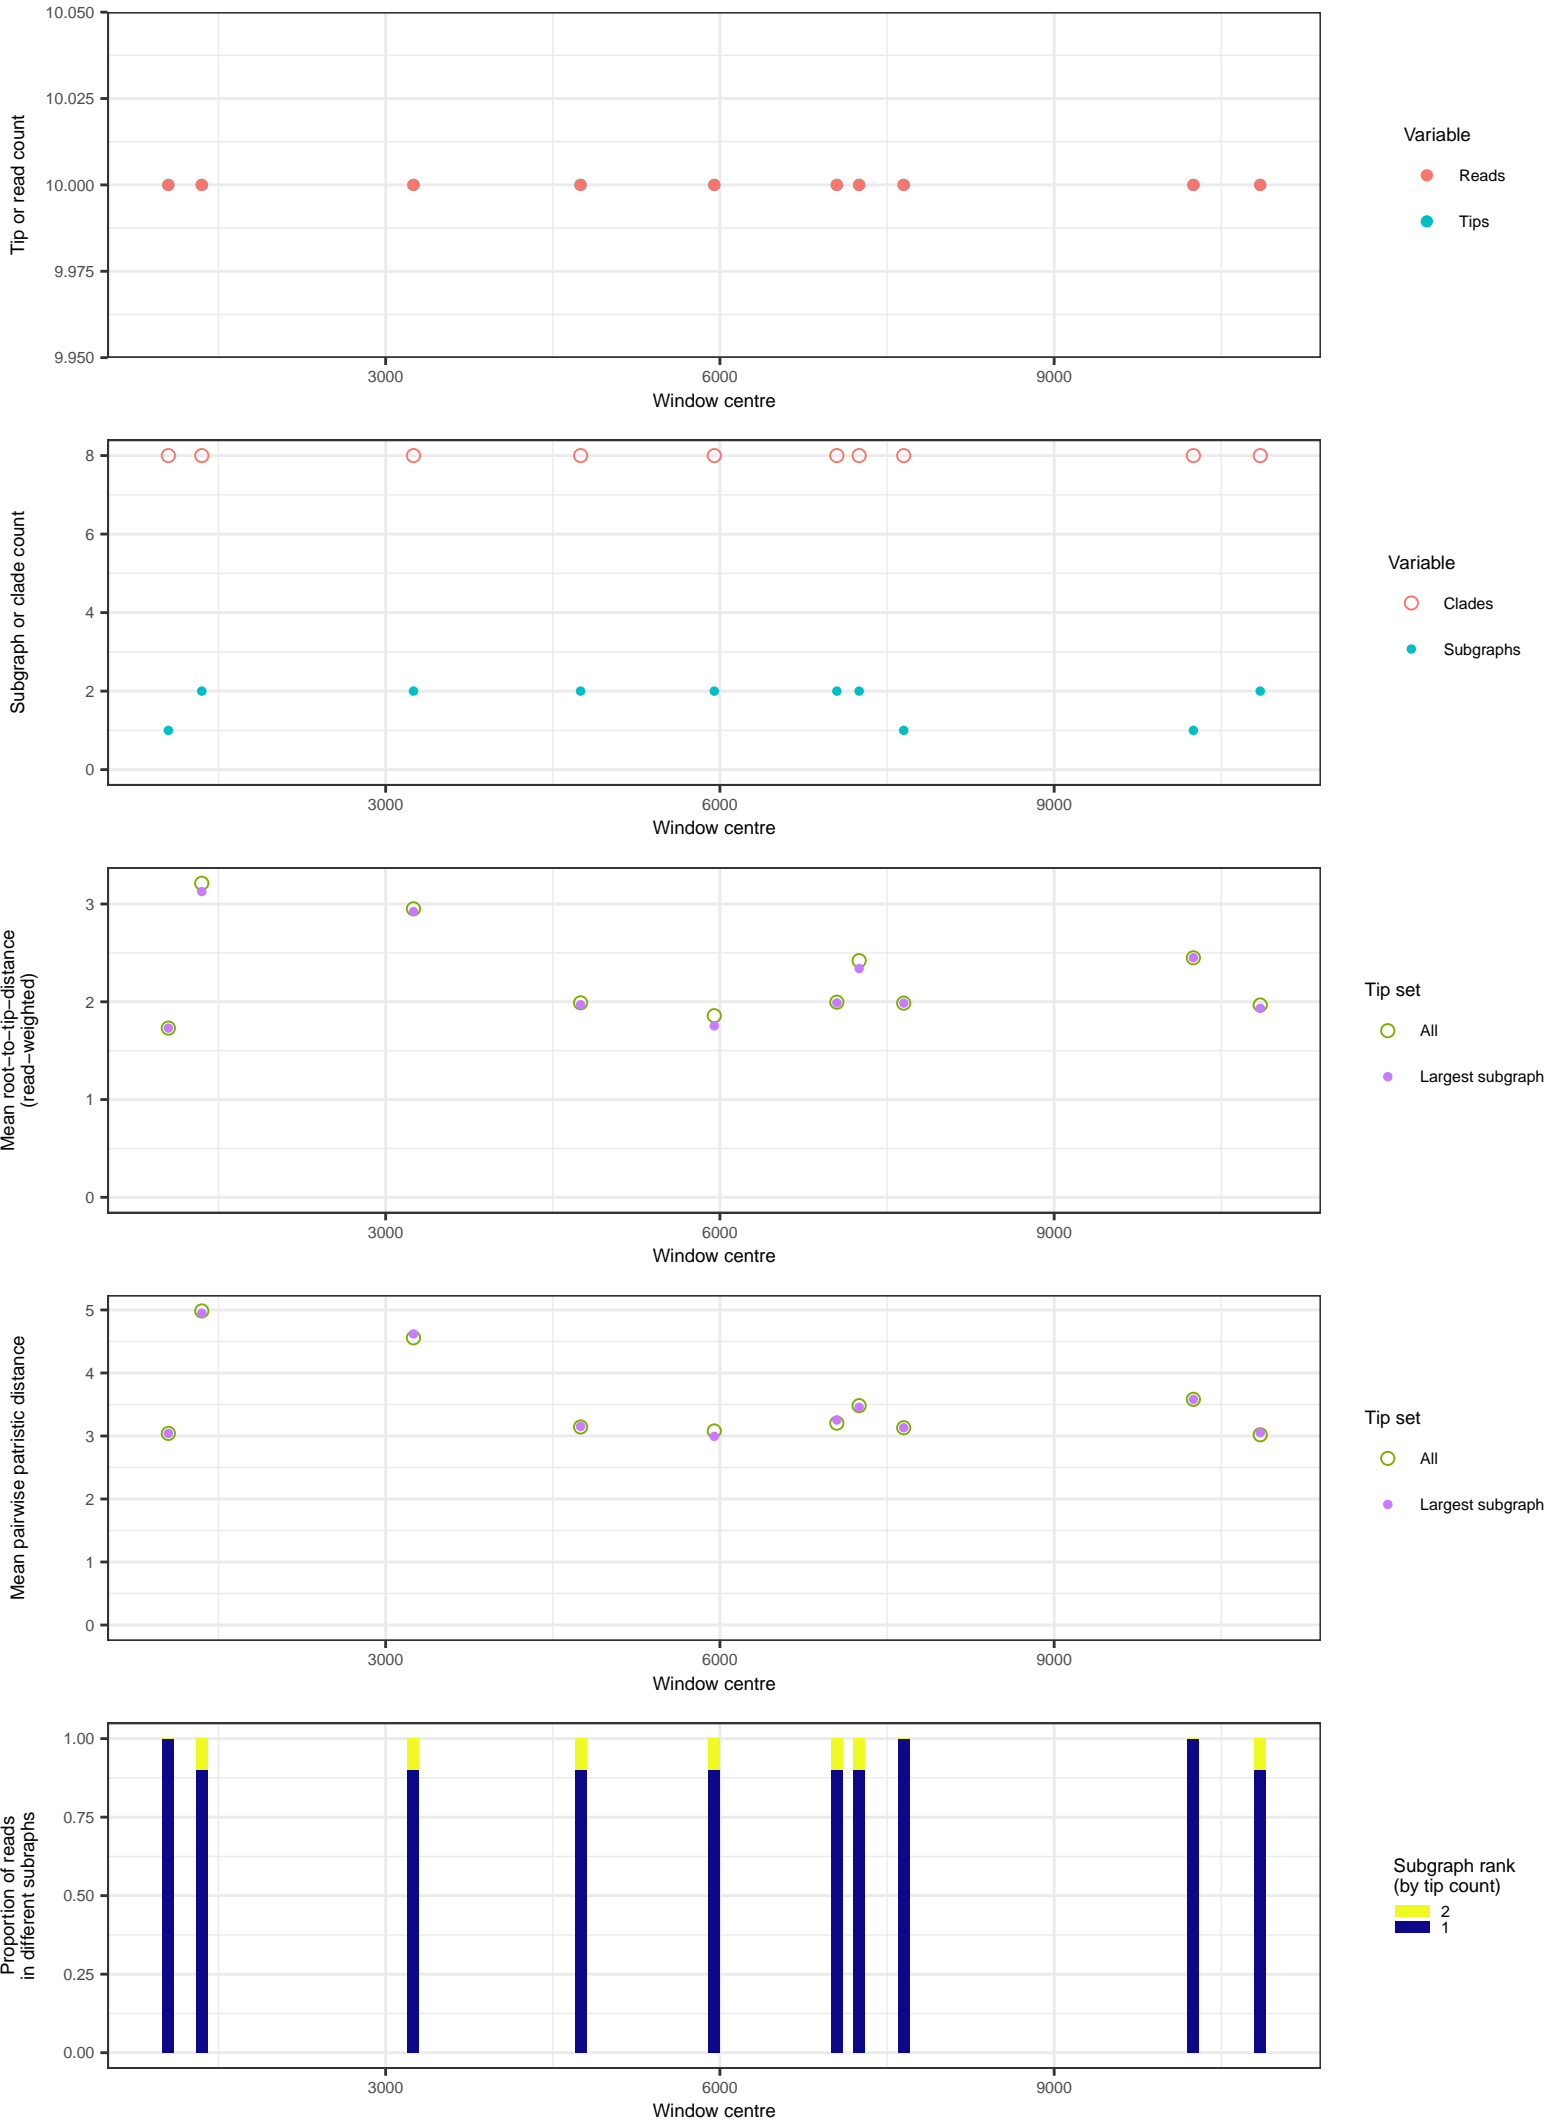 10.050
10.025
10.000
9.975
9.950
Tip or read count
3000
6000
9000
Window centre
Variable
Reads
Tips
8
6
4
2
0
Subgraph or clade count
3000
6000
9000
Window centre
Variable
Clades
Subgraphs
3
2
1
0
Mean root−to−tip−distance
(read−weighted)
3000
6000
9000
Window centre
Tip set
All
Largest subgraph
5
4
3
2
1
0
Mean pairwise patristic distance
3000
6000
9000
Window centre
Tip set
All
Largest subgraph
1.00
0.75
0.50
0.25
0.00
Proportion of reads
in different subraphs
3000
6000
9000
Window centre
Subgraph rank
(by tip count)
2
1